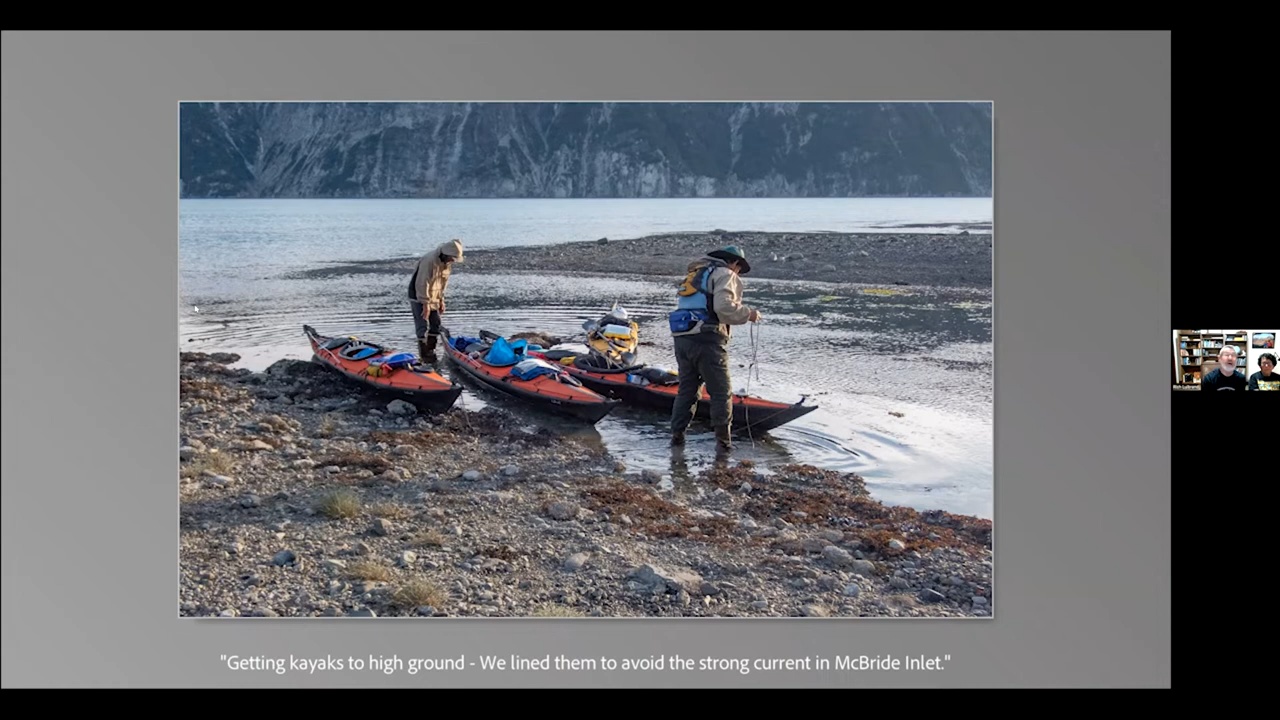 "Getting kayaks to high ground - We lined them to avoid the strong current in McBride Inlet."